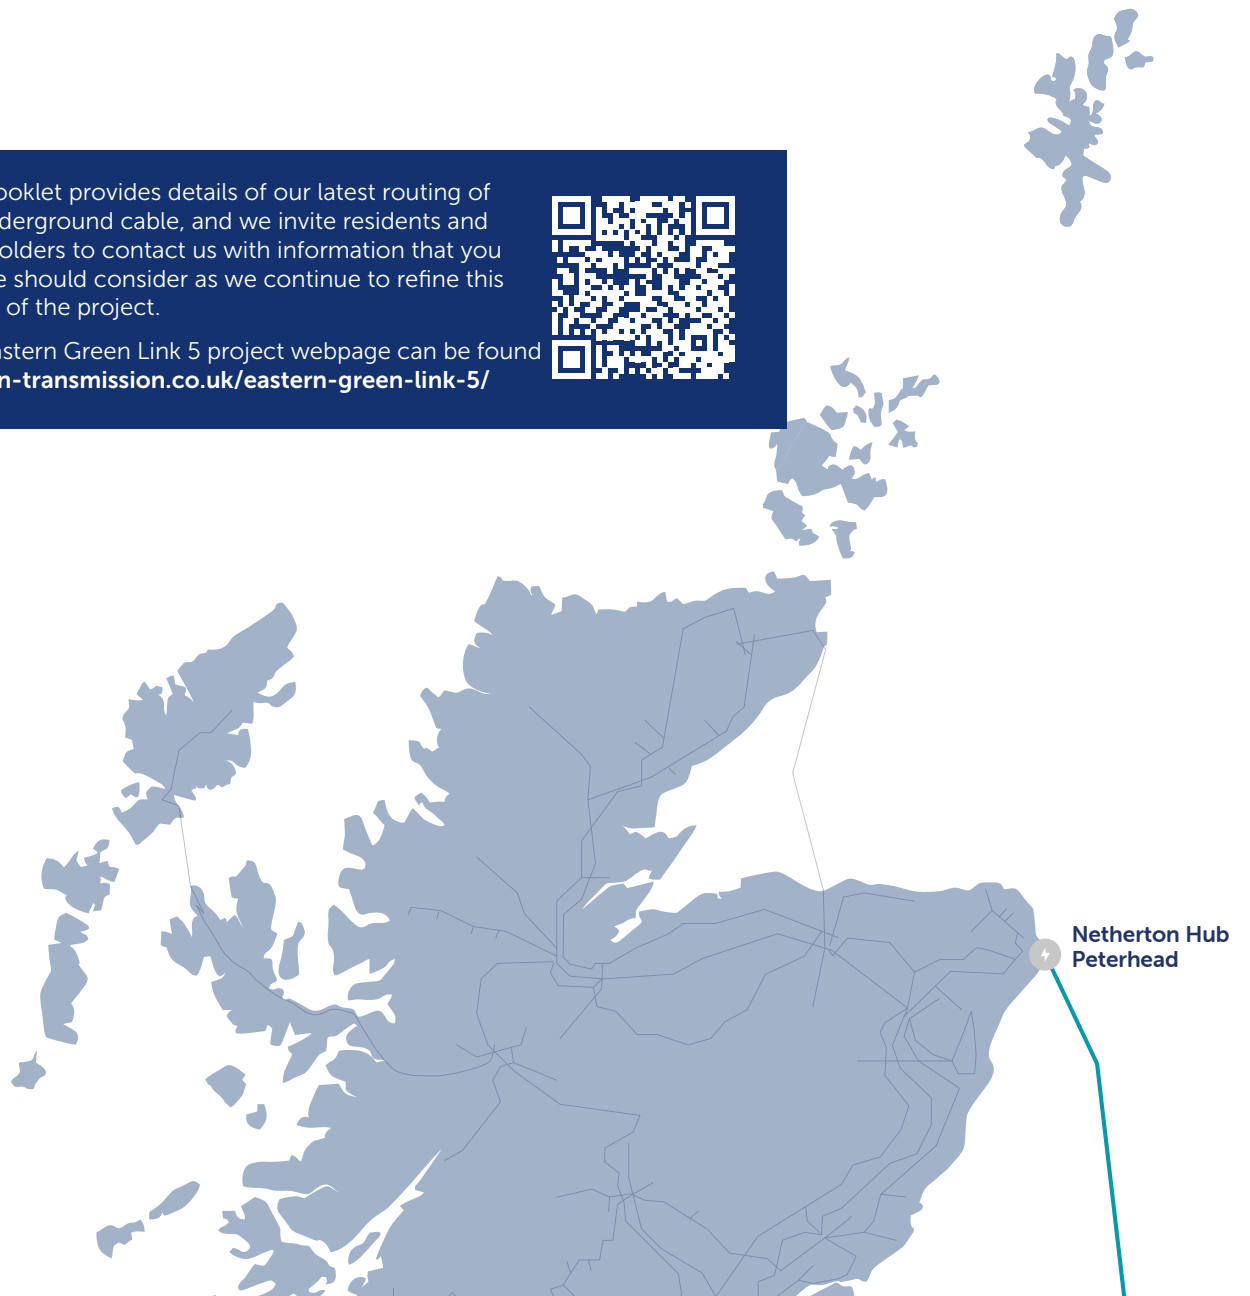 ooklet provides details of our latest routing of
derground cable, and we invite residents and
olders to contact us with information that you
e should consider as we continue to refine this
of the project.
astern Green Link 5 project webpage can be found
n-transmission.co.uk/eastern-green-link-5/
Netherton Hub
Peterhead